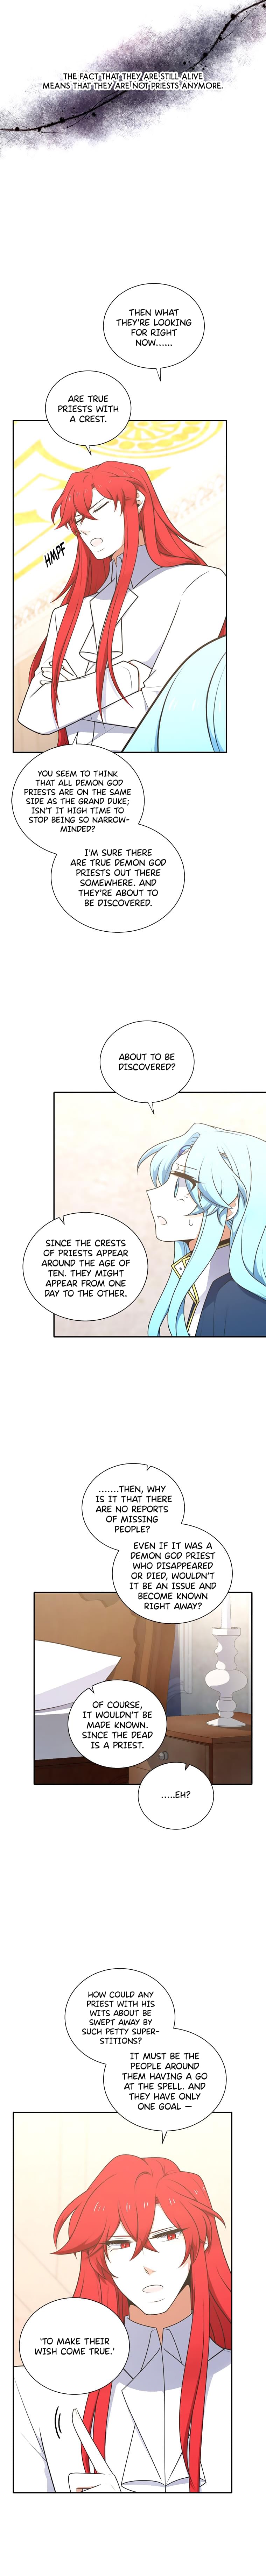 THE FACT THAT THEY ARE STILL ALIVE
MEANS THAT THEY ARE NOT PRIESTS ANYMORE.
THEN WHAT
THEY'RE LOOKING
FOR RIGHT
NOW......
ARE TRUE
PRIESTS WITH
A CREST.
HMPF
YOU SEEM TO THINK
THAT ALL DEMON GOD
PRIESTS ARE ON THE SAME
SIDE AS THE GRAND DUKE;
ISN'T IT HIGH TIME TO
STOP BEING SO NARROW-
MINDED?
I'M SURE THERE
ARE TRUE DEMON GOD
PRIESTS OUT THERE
SOMEWHERE. AND
THEY'RE ABOUT TO
BE DISCOVERED.
ABOUT TO BE
DISCOVERED?
SINCE THE CRESTS
OF PRIESTS APPEAR
AROUND THE AGE OF
TEN. THEY MIGHT
APPEAR FROM ONE
DAY TO THE OTHER.
.......THEN, WHY
IS IT THAT THERE
ARE NO REPORTS
OF MISSING
PEOPLE?
EVEN IF IT WAS A
DEMON GOD PRIEST
WHO DISAPPEARED
OR DIED, WOULDN'T
IT BE AN ISSUE AND
BECOME KNOWN
RIGHT AWAY?
OF COURSE,
IT WOULDN'T BE
MADE KNOWN.
SINCE THE DEAD
IS A PRIEST.
.....EH?
HOW COULD ANY
PRIEST WITH HIS
WITS ABOUT BE
SWEPT AWAY BY
SUCH PETTY SUPER-
STITIONS?
IT MUST BE THE
PEOPLE AROUND
THEM HAVING A GO
AT THE SPELL. AND
THEY HAVE ONLY
ONE GOAL —
'TO MAKE THEIR
WISH COME TRUE.'